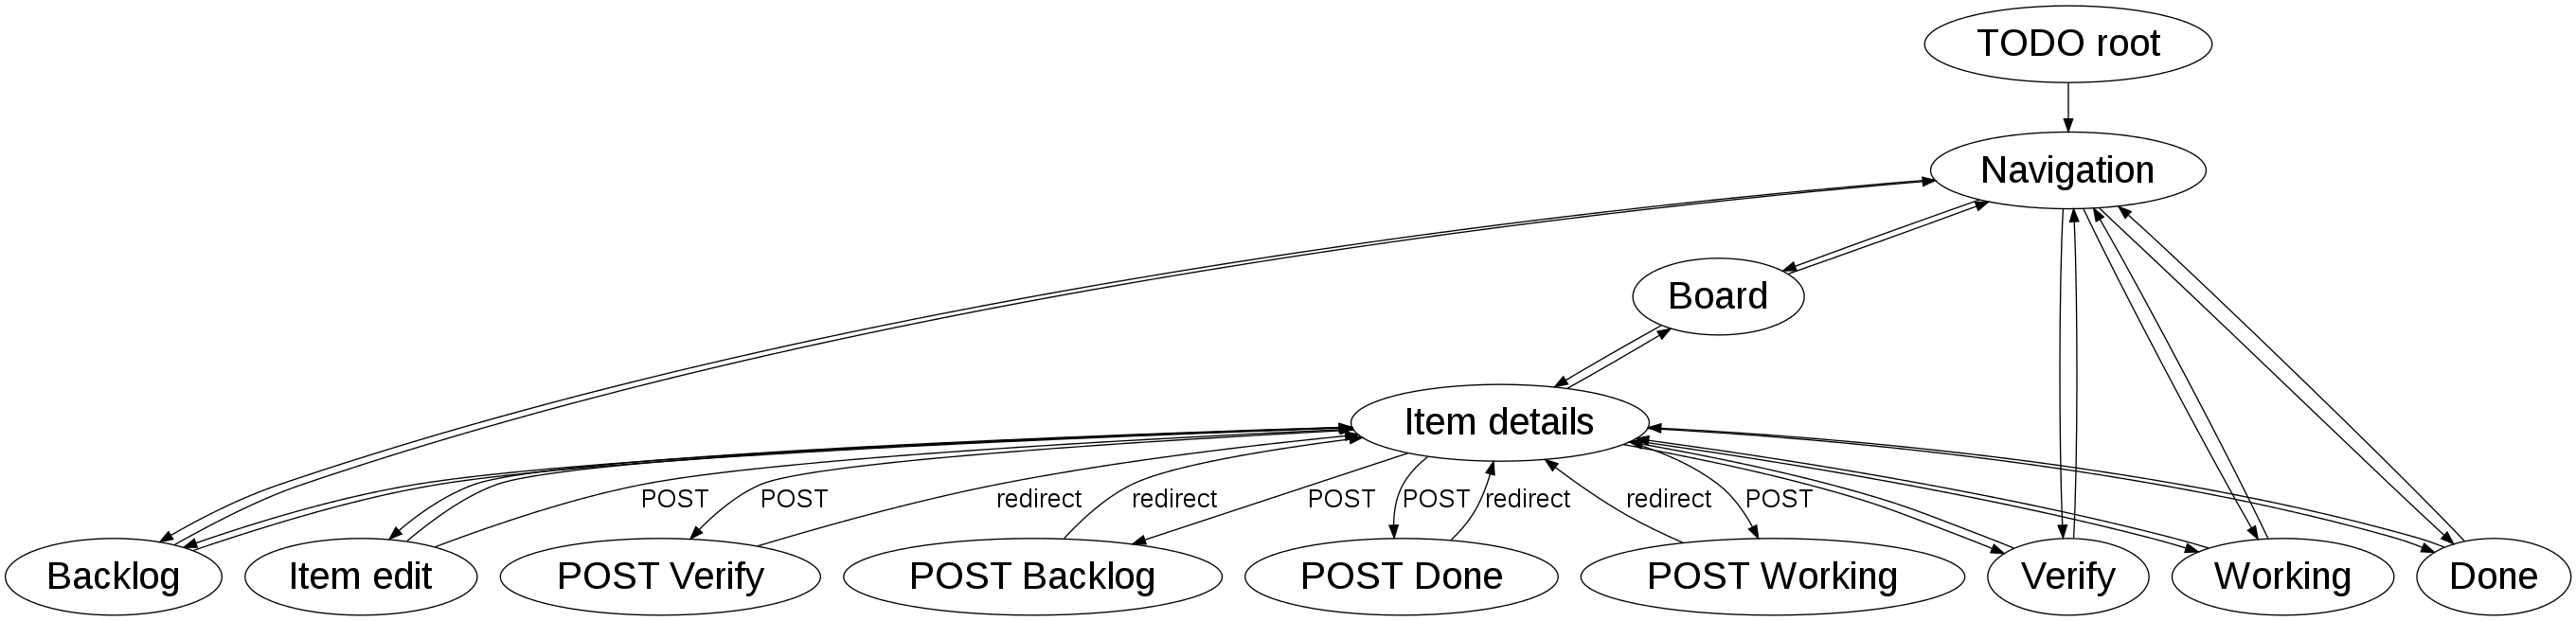 TODO root
Navigation
Board
Item details
POST
POST
redirect
redirect
POST
POST
redirect
redirect
POST
Backlog
Item edit
POST Verify
POST Backlog
POST Done
POST Working
Verify
Working
Done